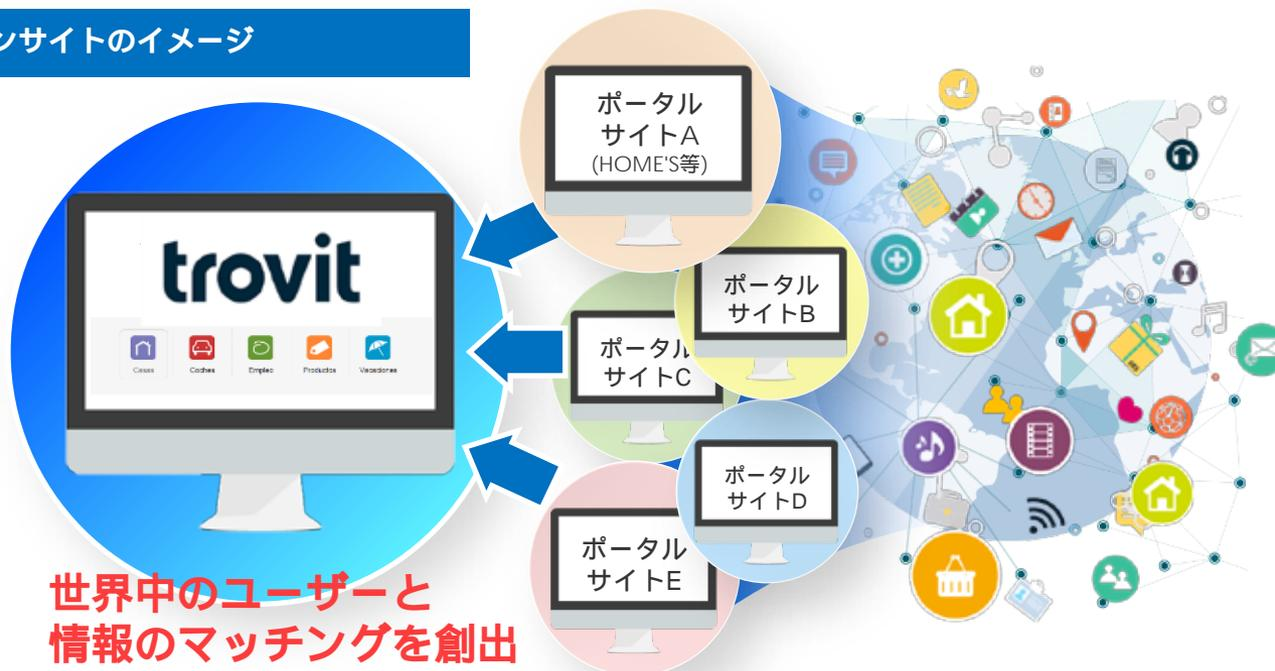 ンサイトのイメージ
trovit
Casas
Coches
Empleo
Productos
Vacaciones
ポータル
サイトA
(HOME'S等)
ポータル
サイトB
ポータル
サイトC
ポータル
サイトD
ポータル
サイトE
世界中のユーザーと
情報のマッチングを創出